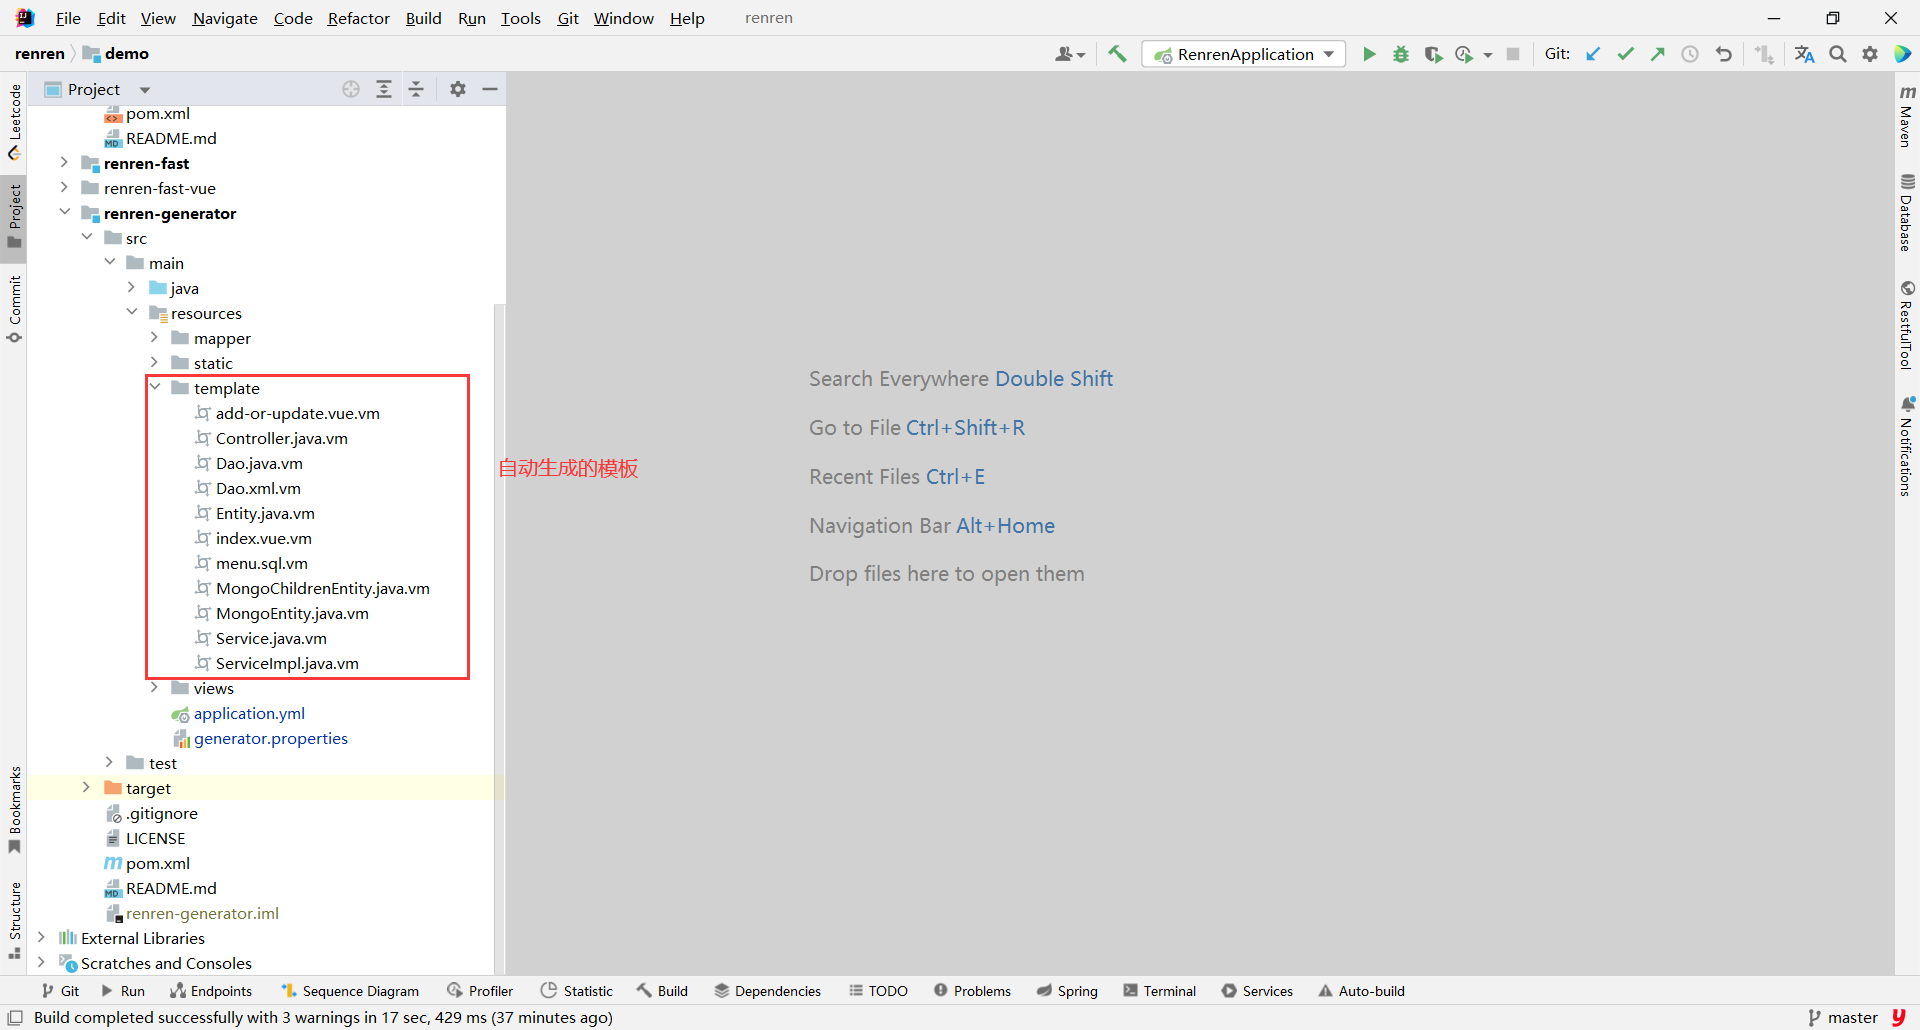 File Edit View Navigate Code Refactor Build Run Tools Git Window Help renren
renren demo
RenrenApplication
Git:
Project
pom.xml
README.md
renren-fast
renren-fast-vue
renren-generator
src
main
java
resources
mapper
static
template
add-or-update.vue.vm
Controller.java.vm
Dao.java.vm
Dao.xml.vm
Entity.java.vm
index.vue.vm
menu.sql.vm
MongoChildrenEntity.java.vm
MongoEntity.java.vm
Service.java.vm
ServiceImpl.java.vm
views
application.yml
generator.properties
test
target
.gitignore
LICENSE
pom.xml
README.md
renren-generator.iml
External Libraries
Scratches and Consoles
自动生成的模板
Search Everywhere Double Shift
Go to File Ctrl+Shift+R
Recent Files Ctrl+E
Navigation Bar Alt+Home
Drop files here to open them
Leetcode
Project
Commit
Bookmarks
Structure
Maven
Database
RestfulTool
Notifications
Git Run Endpoints Sequence Diagram Profiler Statistic Build Dependencies TODO Problems Spring Terminal Services Auto-build
Build completed successfully with 3 warnings in 17 sec, 429 ms (37 minutes ago)
master